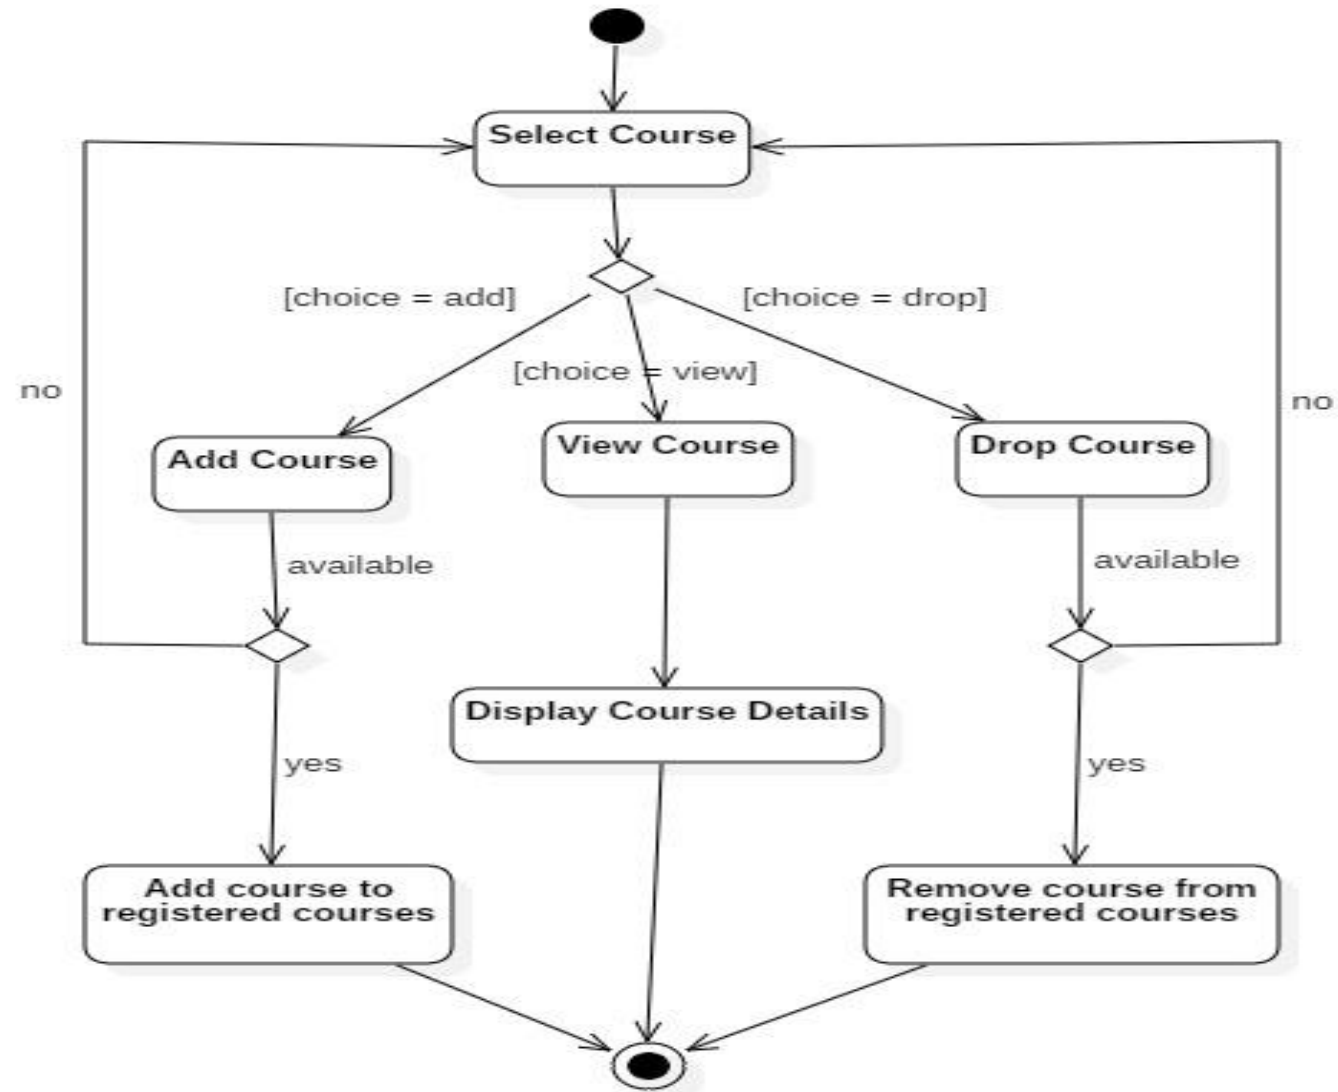 Select Course
[choice = add]
[choice = drop]
[choice = view]
no
no
Add Course
View Course
Drop Course
available
available
Display Course Details
yes
yes
Add course to
registered courses
Remove course from
registered courses